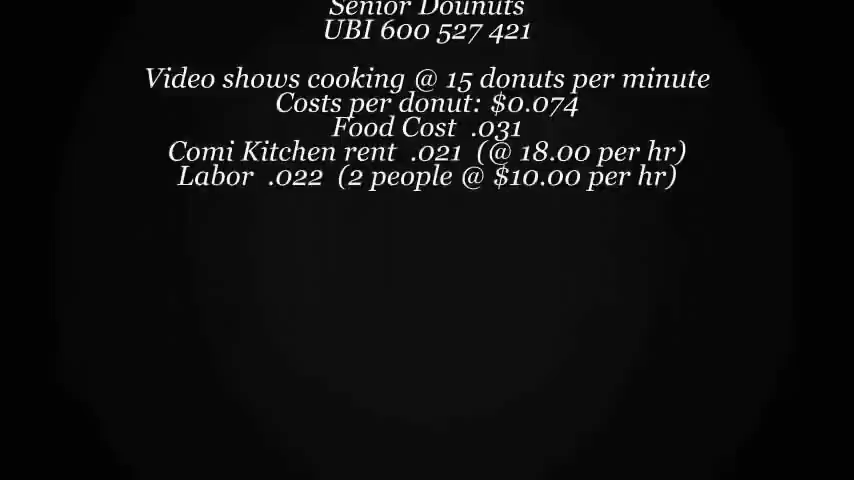 Senior Dounuts
UBI 600 527 421
Video shows cooking @ 15 donuts per minute
Costs per donut: $0.074
Food Cost .031
Comi Kitchen rent .021 (@ 18.00 per hr)
Labor .022 (2 people @ $10.00 per hr)